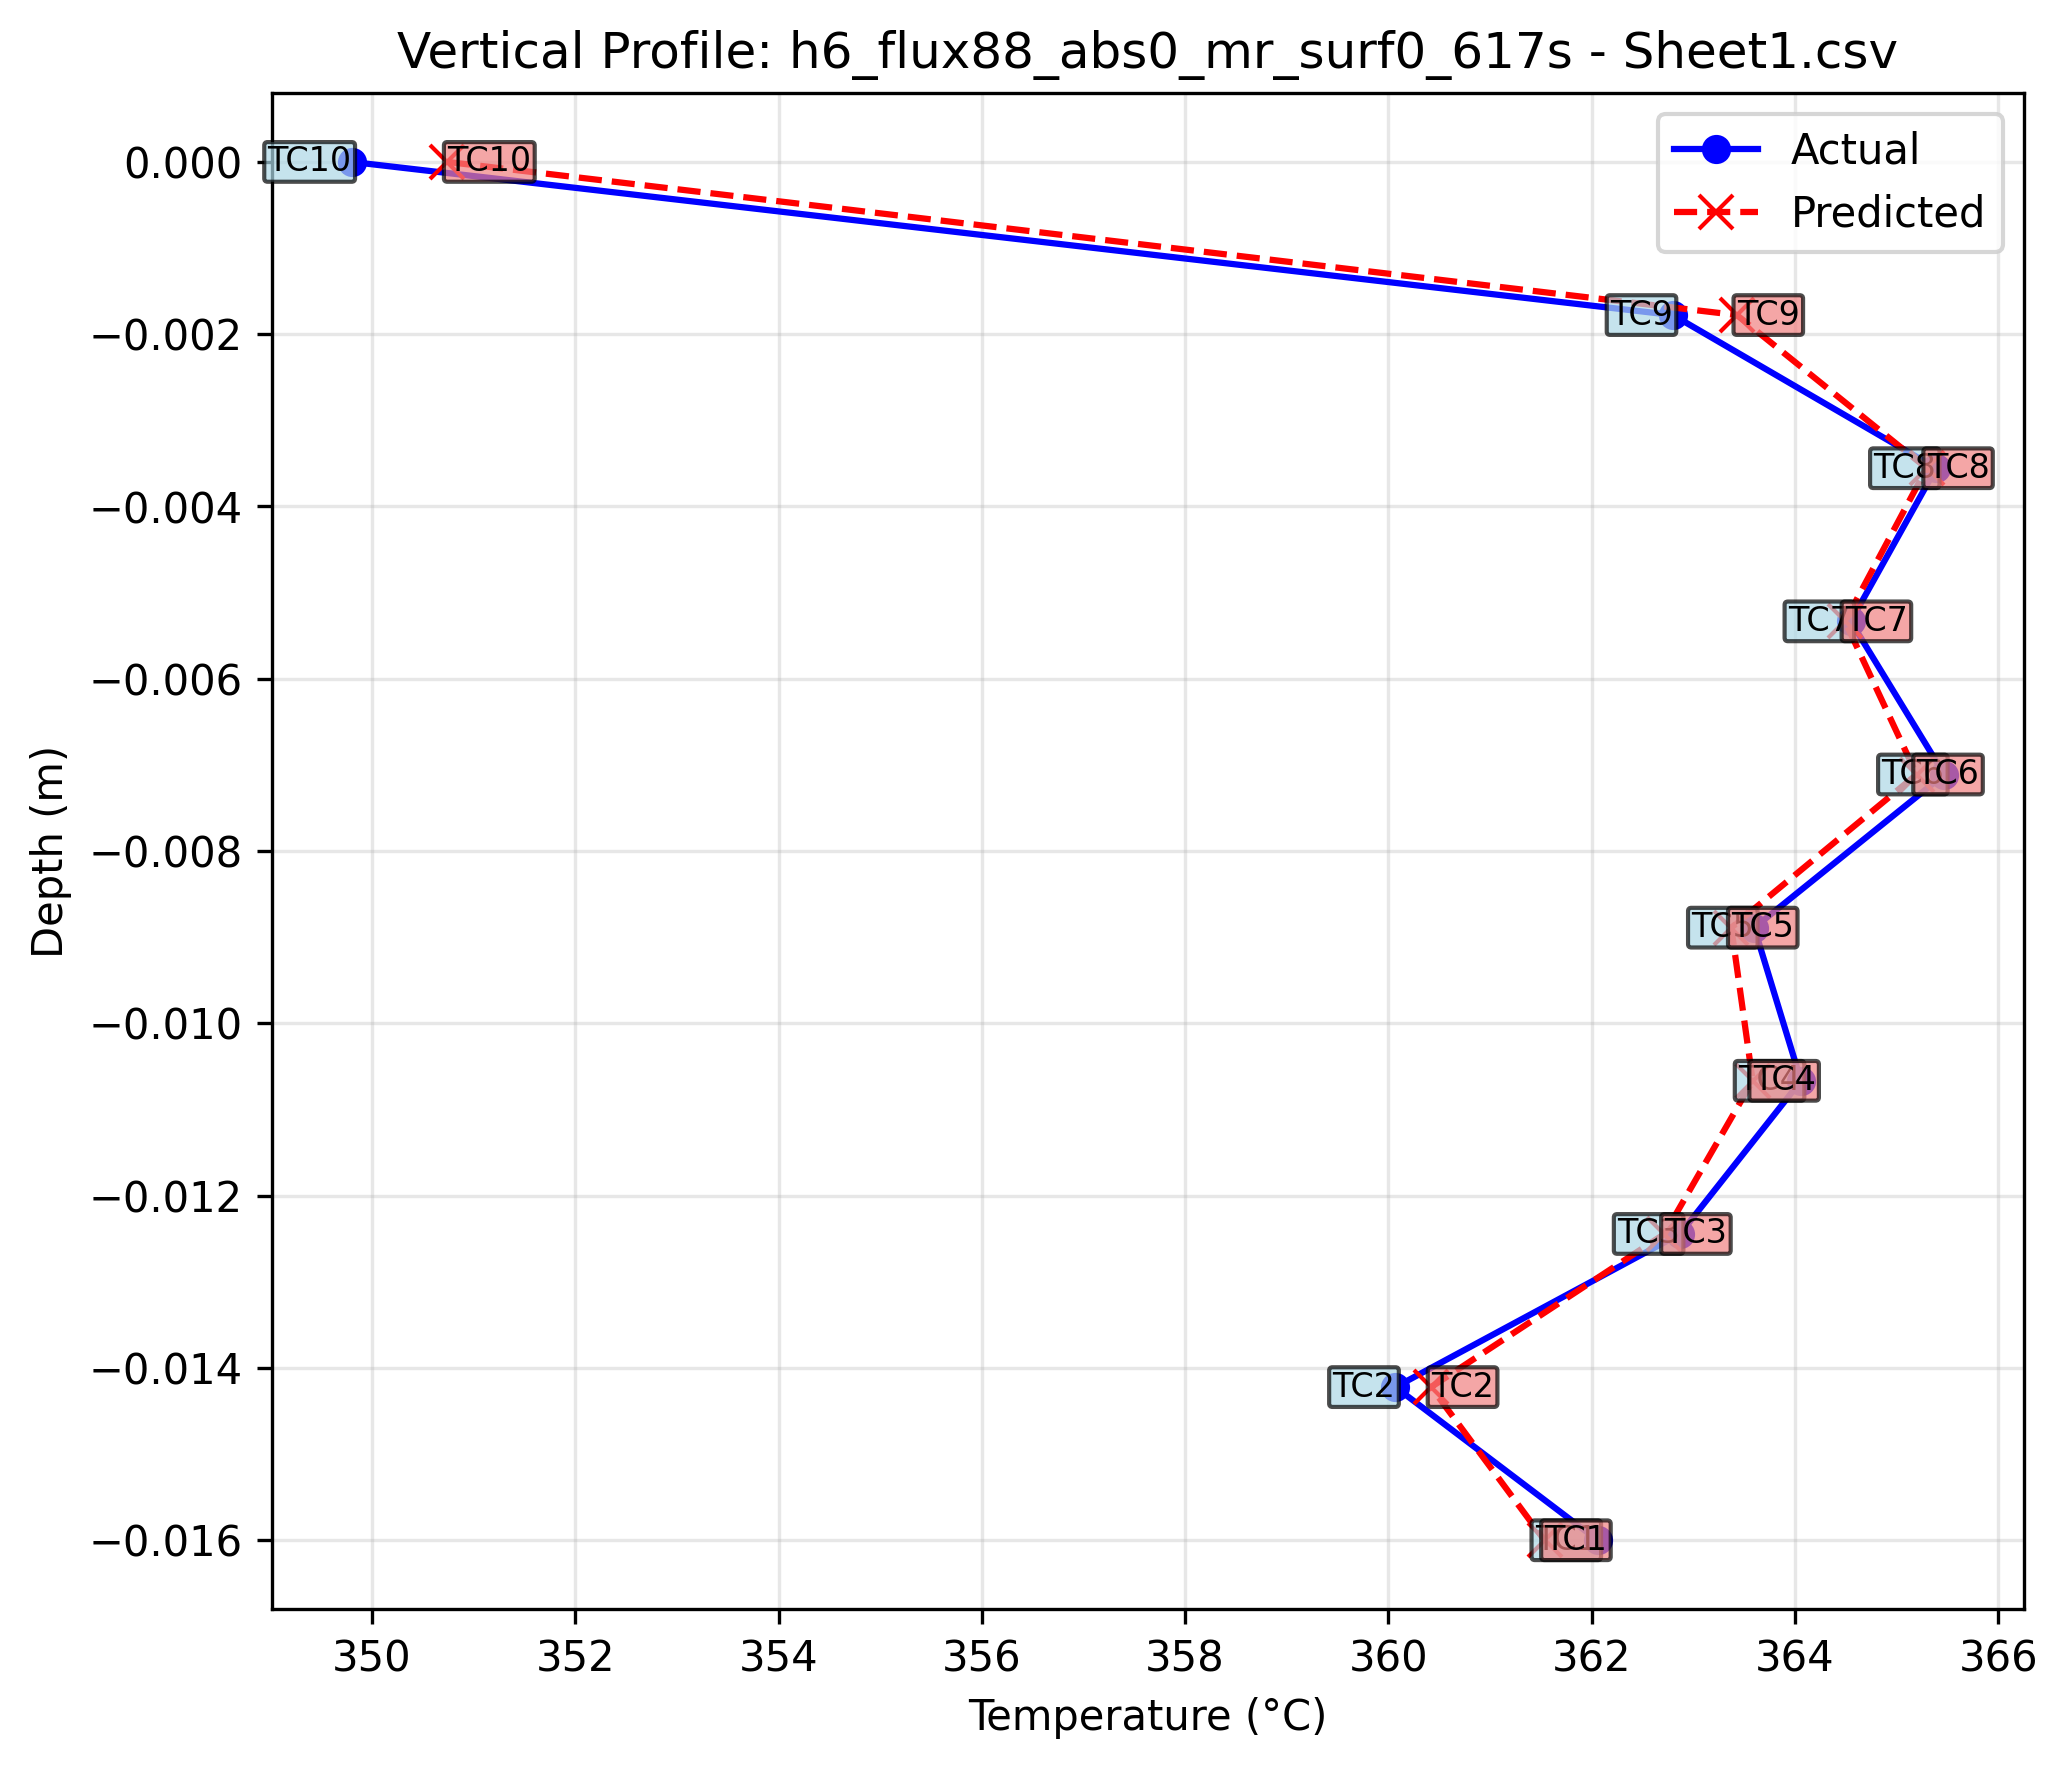 Vertical Profile: h6_flux88_abs0_mr_surf0_617s - Sheet1.csv
Actual
Predicted
0.000
−0.002
−0.004
−0.006
−0.008
−0.010
−0.012
−0.014
−0.016
Depth (m)
TC10
TC10
TC9
TC9
TC8
TC8
TC7
TC7
TC6
TC5
TC5
TC4
TC3
TC2
TC2
TC1
350
352
354
356
358
360
362
364
366
Temperature (°C)